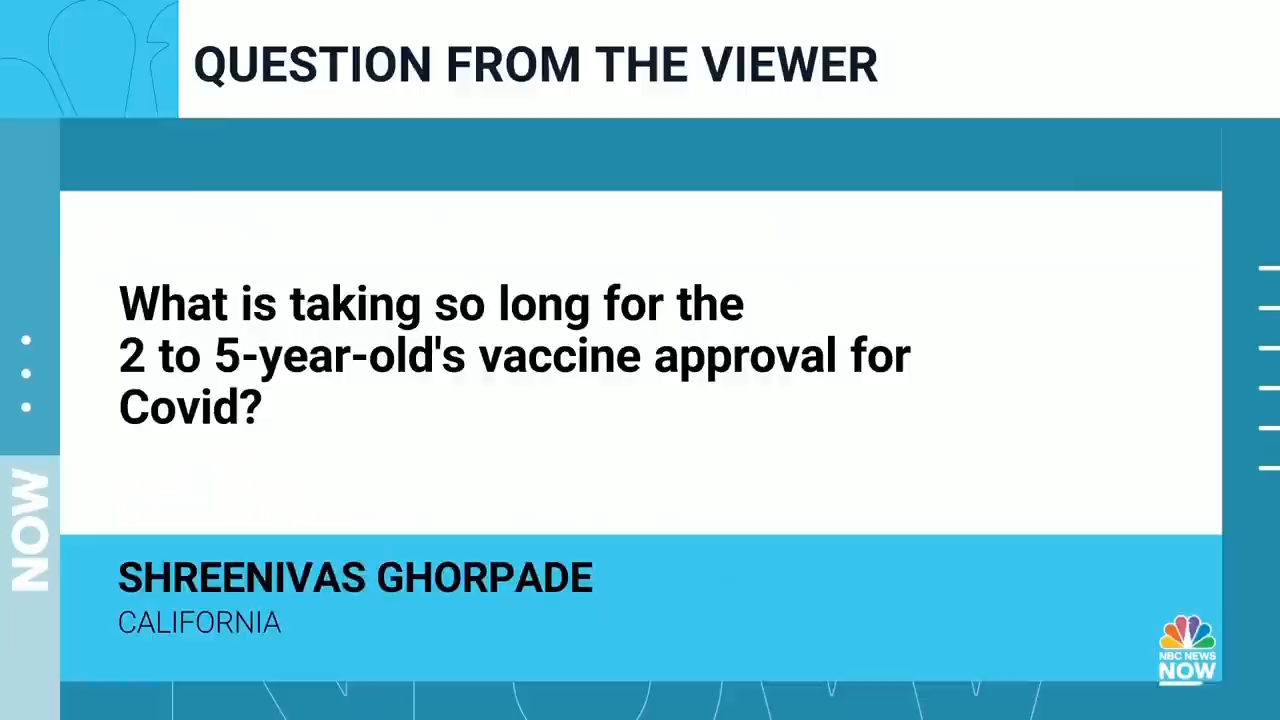 QUESTION FROM THE VIEWER
What is taking so long for the
2 to 5-year-old's vaccine approval for
Covid?
NOW
SHREENIVAS GHORPADE
CALIFORNIA
NBC NEWS
NOW